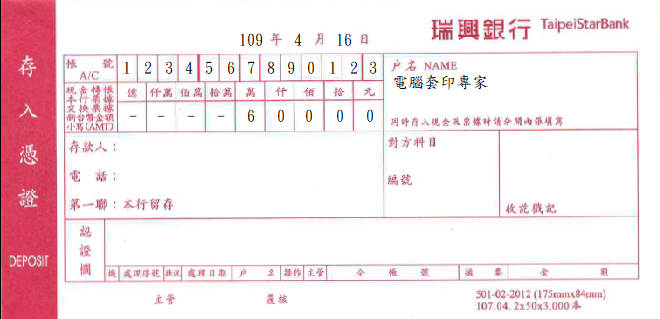 瑞興銀行 TaipeiStarBank
109 年 4 月 16 日
存入憑證
DEPOSIT
帳號 A/C 1 2 3 4 5 6 7 8 9 0 1 2 3
戶名 NAME
電腦套印專家
現金轉帳
本行票據
交換票據
新台幣金額
小寫(AMT)
億 仟萬 佰萬 拾萬 萬 仟 佰 拾 元
- - - - 6 0 0 0 0
同時存入現金及票據時請分開兩張填寫
存款人:
電話:
第一聯:本行留存
對方科目
編號
收訖戳記
認證欄
機 處理序號 狀況 處理日期 戶名 操作 主管 帳號 摘要 金額
主管 覆核
501-02-2012 (175mmx84mm)
107.04. 2x50x3,000本